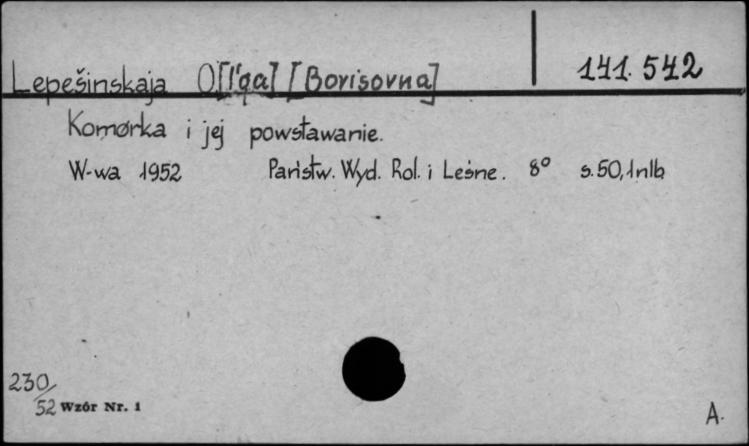 Lepešinskaja O[l'ga] [Borisovna] 141.542
Komórka i jej powstawanie.
W-wa 1952 Państw. Wyd. Rol. i Leśne. 8° s.50,1nlb
230/52 Wzór Nr. 1
A.